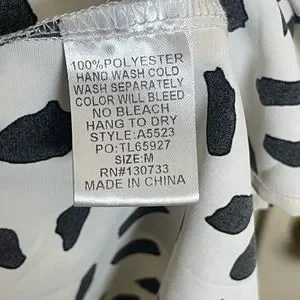 100%POLYESTER
HAND WASH COLD
WASH SEPARATELY
COLOR WILL BLEED
NO BLEACH
HANG TO DRY
STYLE:A5523
PO:TL65927
SIZE:M
RN#130733
MADE IN CHINA